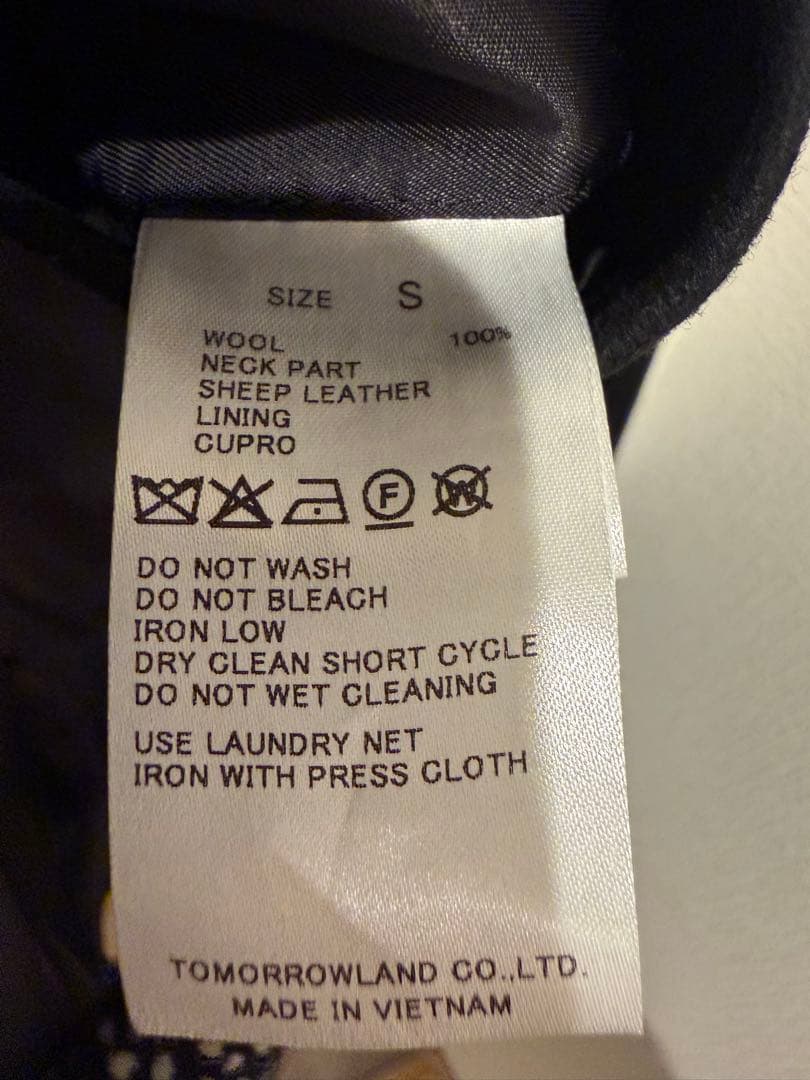 SIZE S
WOOL 100%
NECK PART
SHEEP LEATHER
LINING
CUPRO
F W
DO NOT WASH
DO NOT BLEACH
IRON LOW
DRY CLEAN SHORT CYCLE
DO NOT WET CLEANING
USE LAUNDRY NET
IRON WITH PRESS CLOTH
TOMORROWLAND CO.,LTD.
MADE IN VIETNAM